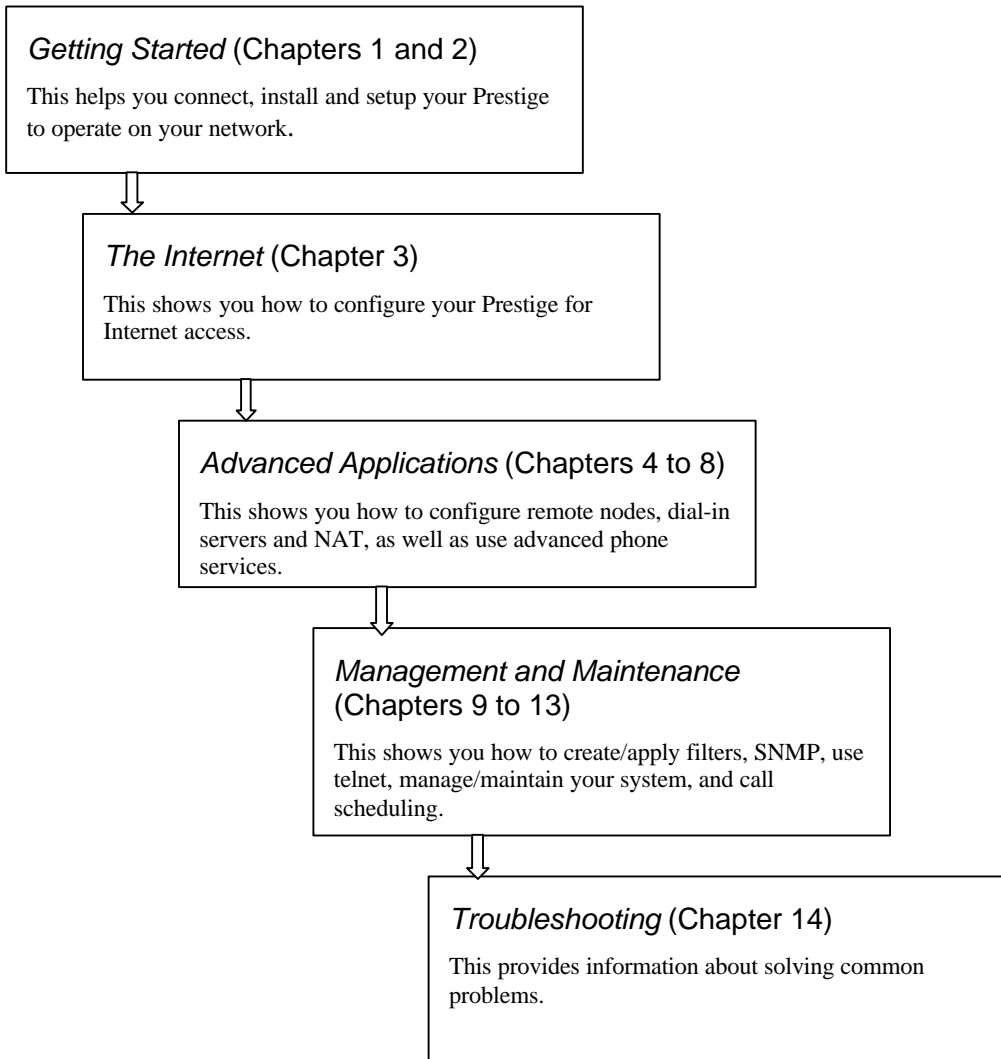 Getting Started (Chapters 1 and 2)
This helps you connect, install and setup your Prestige
to operate on your network.
The Internet (Chapter 3)
This shows you how to configure your Prestige for
Internet access.
Advanced Applications (Chapters 4 to 8)
This shows you how to configure remote nodes, dial-in
servers and NAT, as well as use advanced phone
services.
Management and Maintenance
(Chapters 9 to 13)
This shows you how to create/apply filters, SNMP, use
telnet, manage/maintain your system, and call
scheduling.
Troubleshooting (Chapter 14)
This provides information about solving common
problems.